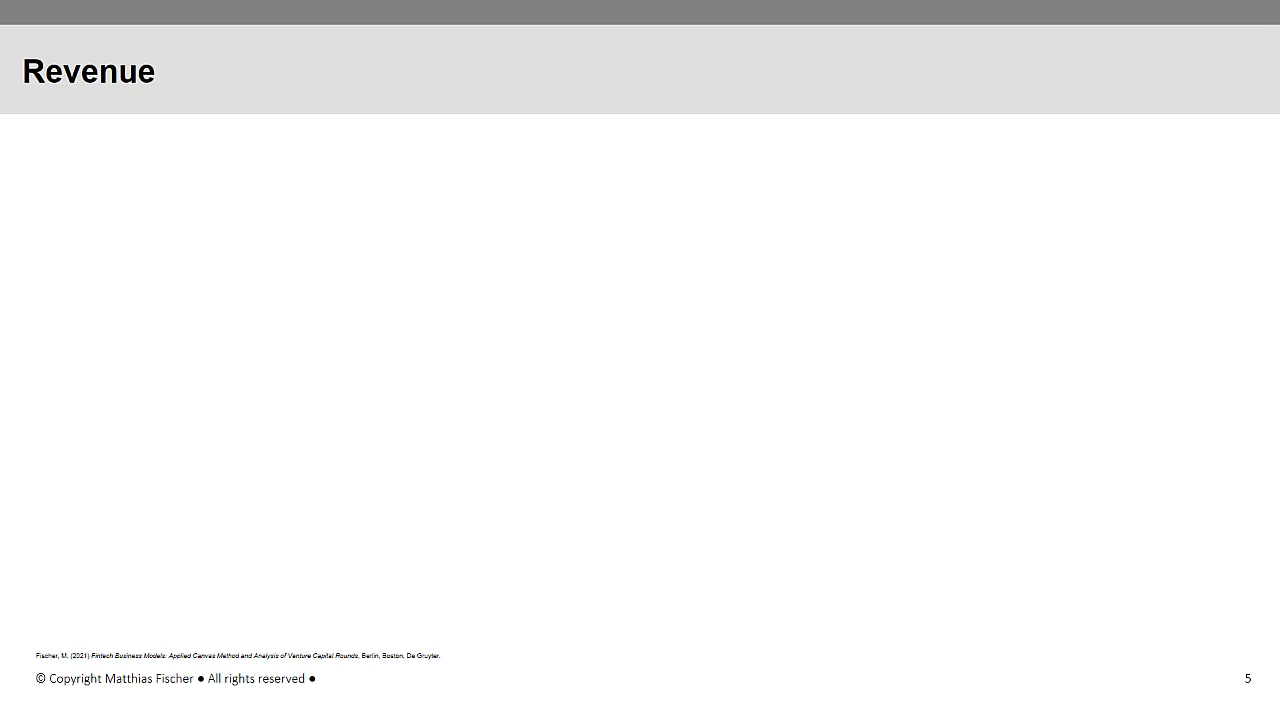 Revenue
Fischer, M. (2021) Fintech Business Models: Applied Canvas Method and Analysis of Venture Capital Rounds, Berlin, Boston, De Gruyter.
© Copyright Matthias Fischer ● All rights reserved ●
5